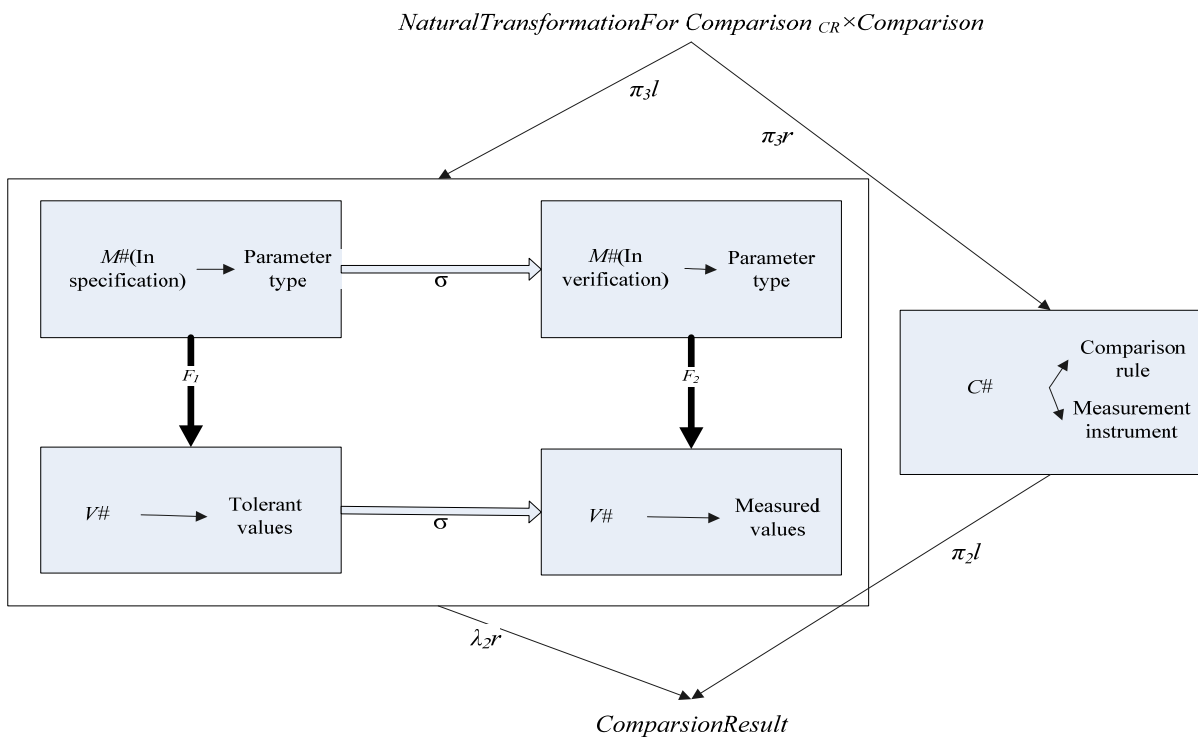 NaturalTransformationFor Comparison CR×Comparison
π3l
π3r
M#(In
specification)
Parameter
type
σ
M#(In
verification)
Parameter
type
F1
F2
Comparison
rule
C#
Measurement
instrument
V#
Tolerant
values
σ
V#
Measured
values
π2l
λ2r
ComparsionResult